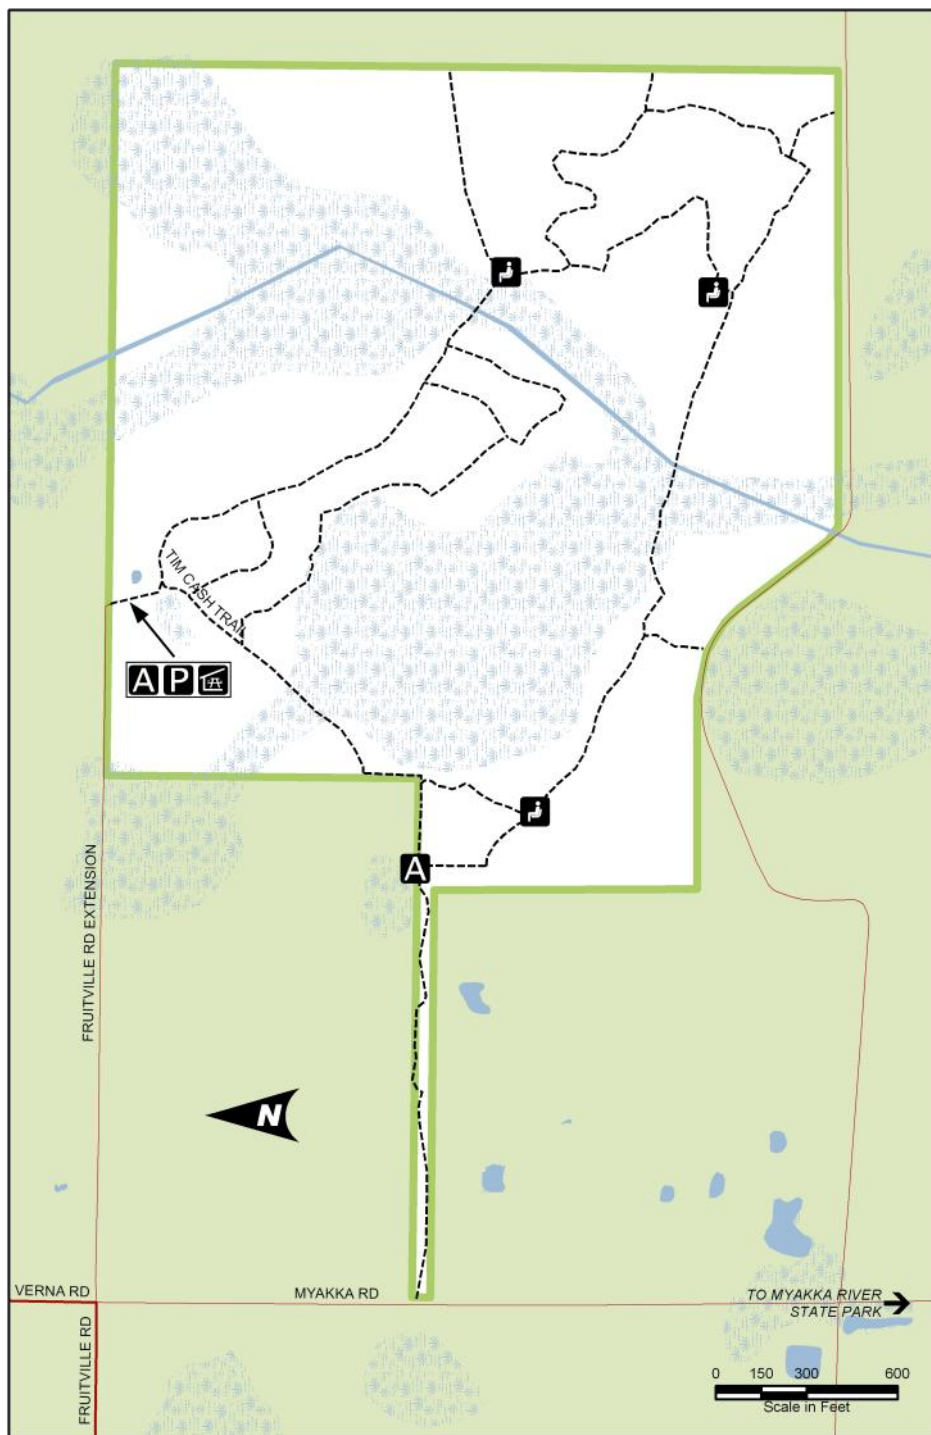 TIM CASH TRAIL
A P
A
FRUITVILLE RD EXTENSION
N
VERNA RD
MYAKKA RD
TO MYAKKA RIVER
STATE PARK
FRUITVILLE RD
0 150 300 600
Scale in Feet